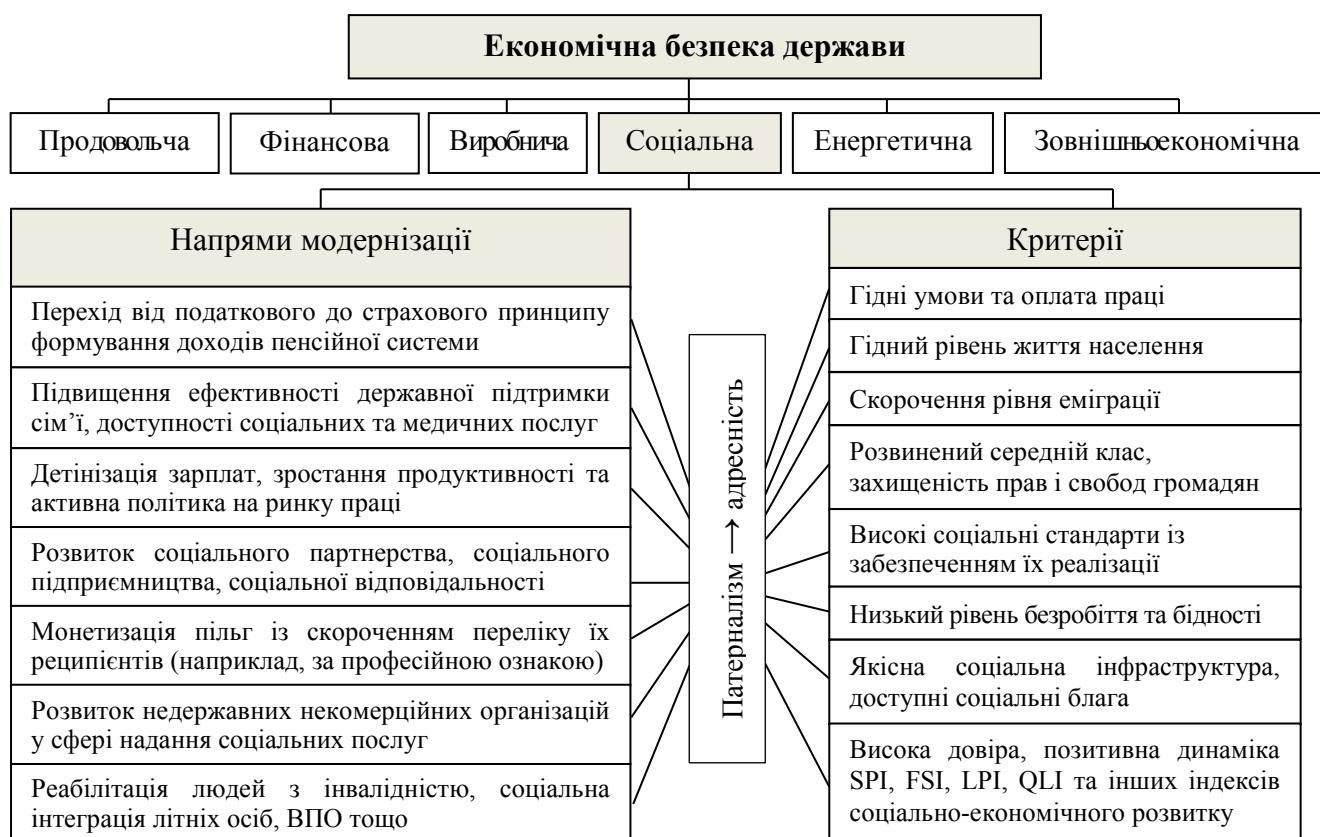 Економічна безпека держави
Продовольча
Фінансова
Виробнича
Соціальна
Енергетична
Зовнішньоекономічна
Напрями модернізації
Перехід від податкового до страхового принципу
формування доходів пенсійної системи
Підвищення ефективності державної підтримки
сім’ї, доступності соціальних та медичних послуг
Детінізація зарплат, зростання продуктивності та
активна політика на ринку праці
Розвиток соціального партнерства, соціального
підприємництва, соціальної відповідальності
Монетизація пільг із скороченням переліку їх
реципієнтів (наприклад, за професійною ознакою)
Розвиток недержавних некомерційних організацій
у сфері надання соціальних послуг
Реабілітація людей з інвалідністю, соціальна
інтеграція літніх осіб, ВПО тощо
Патерналізм → адресність
Критерії
Гідні умови та оплата праці
Гідний рівень життя населення
Скорочення рівня еміграції
Розвинений середній клас,
захищеність прав і свобод громадян
Високі соціальні стандарти із
забезпеченням їх реалізації
Низький рівень безробіття та бідності
Якісна соціальна інфраструктура,
доступні соціальні блага
Висока довіра, позитивна динаміка
SPI, FSI, LPI, QLI та інших індексів
соціально-економічного розвитку